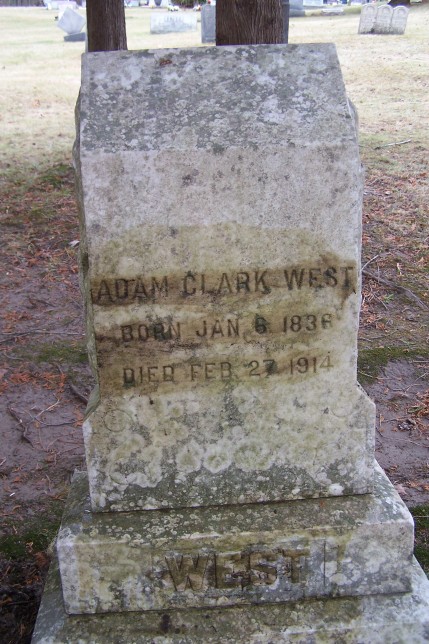 ADAM CLARK WEST
BORN JAN 6. 1836
DIED FEB 27 1914
WEST